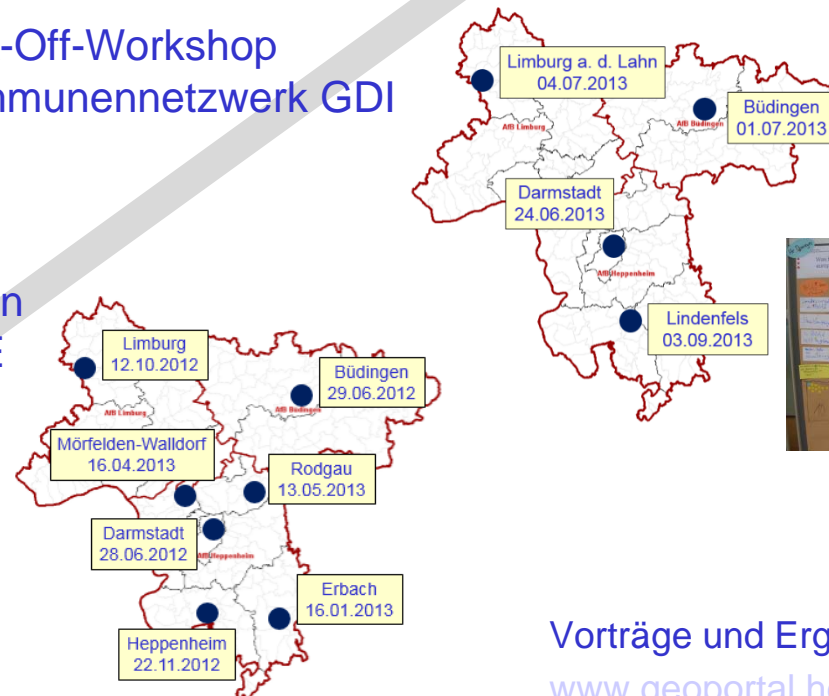 -Off-Workshop
munennetzwerk GDI
Limburg a. d. Lahn
04.07.2013
Büdingen
01.07.2013
AfB Limburg
AfB Büdingen
Darmstadt
24.06.2013
AfB Heppenheim
Lindenfels
03.09.2013
n
E
Limburg
12.10.2012
Büdingen
29.06.2012
AfB Limburg
AfB Büdingen
Mörfelden-Walldorf
16.04.2013
Rodgau
13.05.2013
Darmstadt
28.06.2012
AfB Heppenheim
Erbach
16.01.2013
Heppenheim
22.11.2012
Vorträge und Erg
www.geoportal.he